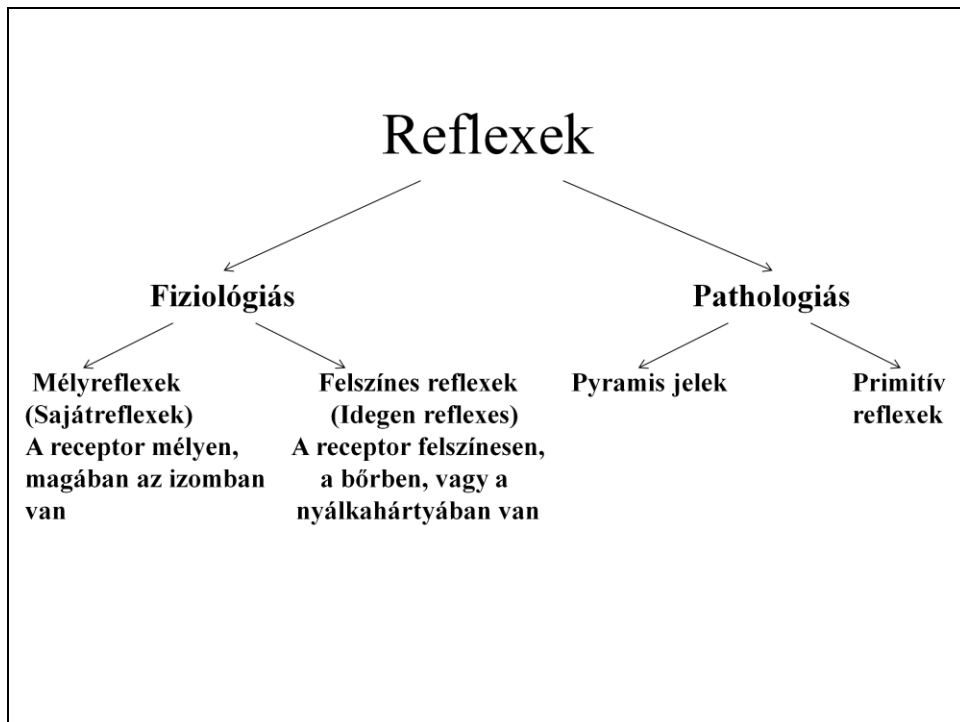 Reflexek
Fiziológiás
Pathologiás
Mélyreflexek
(Sajátreflexek)
A receptor mélyen,
magában az izomban
van
Felszínes reflexek
(Idegen reflexes)
A receptor felszínesen,
a bőrben, vagy a
nyálkahártyában van
Pyramis jelek
Primitív
reflexek